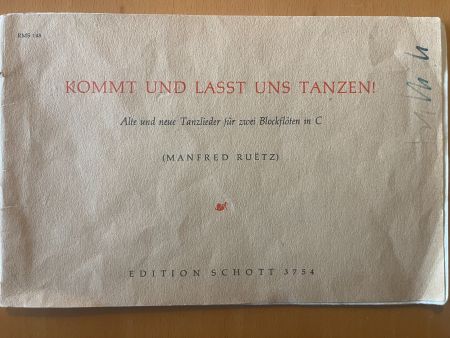 RMS 148
KOMMT UND LASST UNS TANZEN!
Alte und neue Tanzlieder für zwei Blockflöten in C
(MANFRED RUËTZ)
EDITION SCHOTT 3754